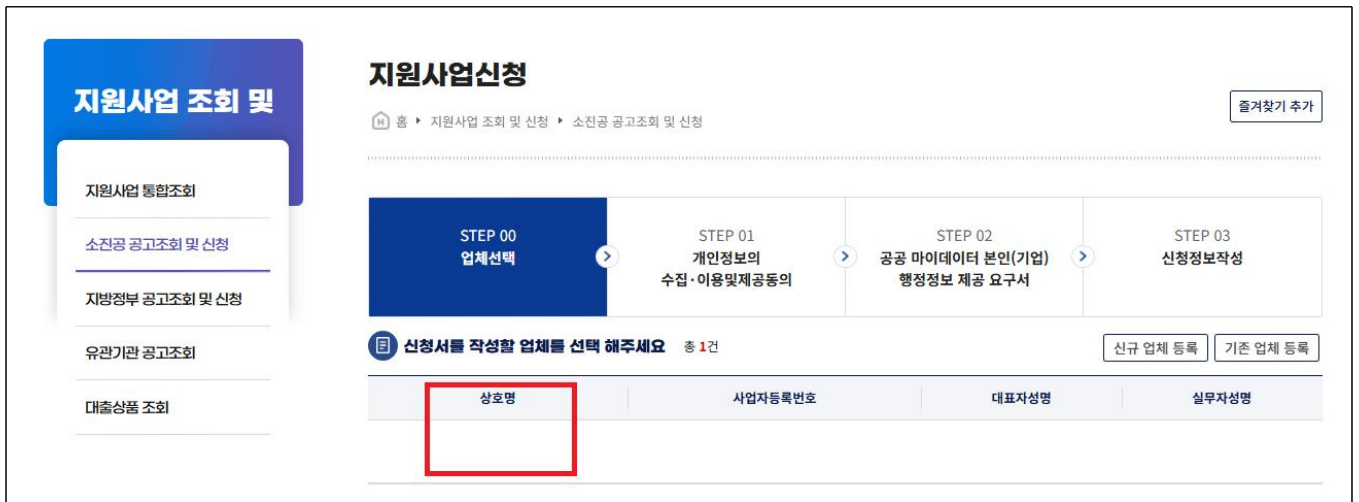 지원사업 조회 및
지원사업 통합조회
소진공 공고조회 및 신청
지방정부 공고조회 및 신청
유관기관 공고조회
대출상품 조회
지원사업신청
홈 ▸ 지원사업 조회 및 신청 ▸ 소진공 공고조회 및 신청
즐겨찾기 추가
STEP 00
업체선택
STEP 01
개인정보의
수집·이용및제공동의
STEP 02
공공 마이데이터 본인(기업)
행정정보 제공 요구서
STEP 03
신청정보작성
신청서를 작성할 업체를 선택 해주세요 총 1건
신규 업체 등록 기존 업체 등록
상호명 사업자등록번호 대표자성명 실무자성명